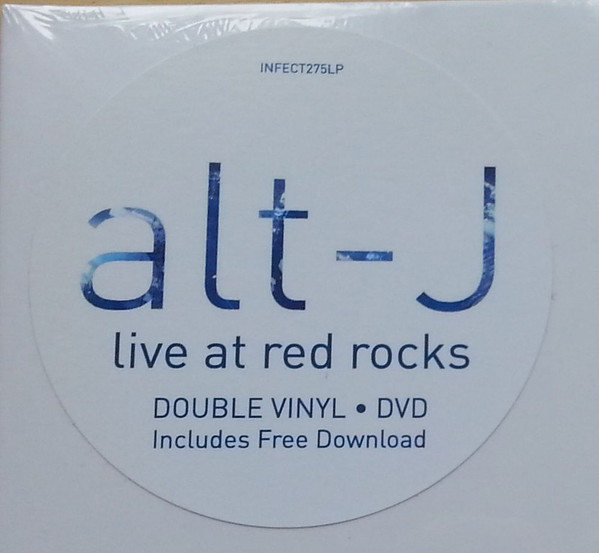 INFECT275LP
alt-J
live at red rocks
DOUBLE VINYL • DVD
Includes Free Download